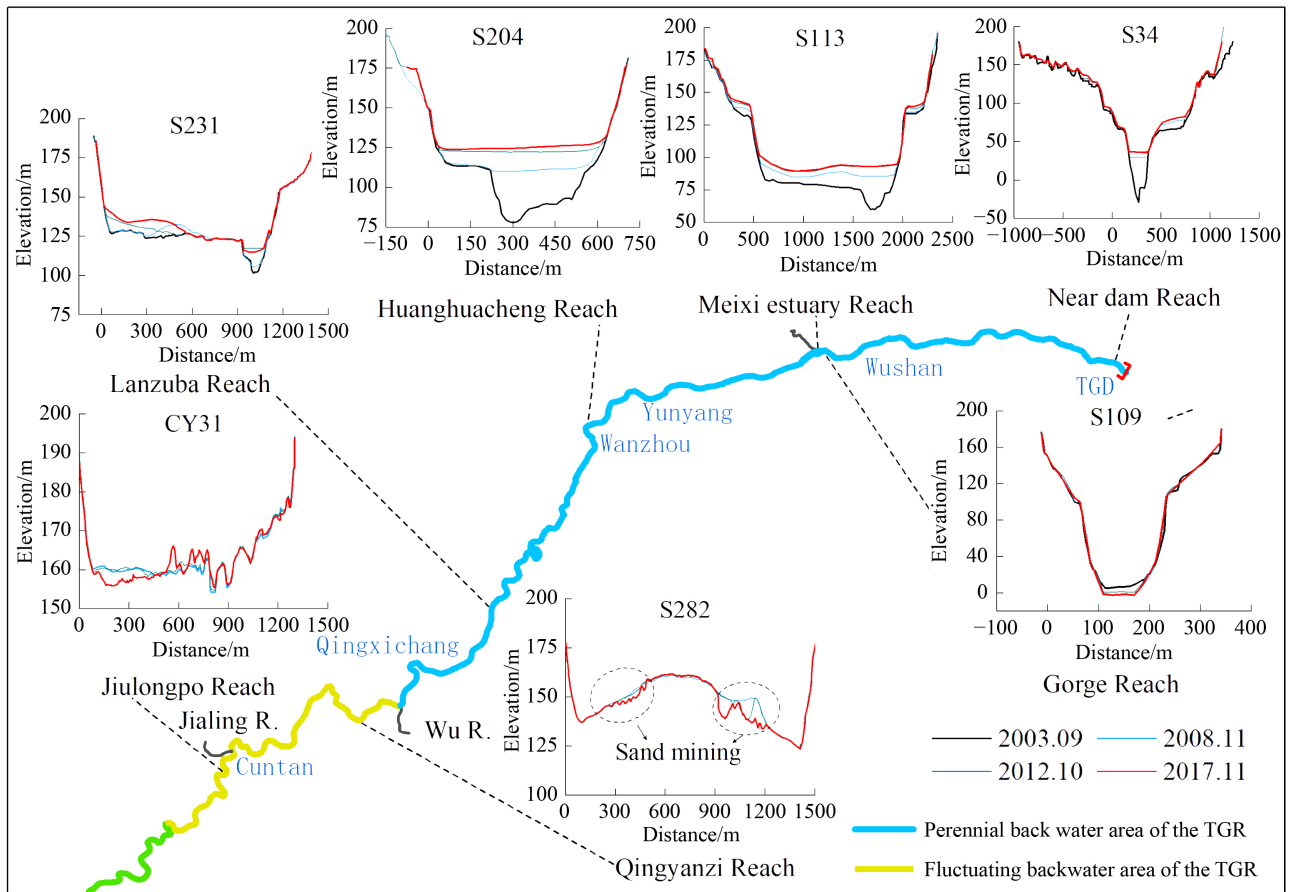 S204
Elevation/m
200
175
150
125
100
75
−150
0
150
300
450
600
750
Distance/m
S113
Elevation/m
200
175
150
125
100
75
50
0
500
1000
1500
2000
2500
Distance/m
S34
Elevation/m
200
150
100
50
0
−50
−1000
−500
0
500
1000
1500
Distance/m
S231
Elevation/m
200
175
150
125
100
75
0
300
600
900
1200
1500
Distance/m
Lanzuba Reach
Huanghuacheng Reach
Meixi estuary Reach
Near dam Reach
Wushan
TGD
Yunyang
Wanzhou
CY31
Elevation/m
200
190
180
170
160
150
0
300
600
900
1200
1500
Distance/m
S109
Elevation/m
200
160
120
80
40
0
−100
0
100
200
300
400
Distance/m
Gorge Reach
Qingxichang
Jiulongpo Reach
Jialing R.
Cuntan
Wu R.
S282
Elevation/m
200
175
150
125
100
Sand mining
0
300
600
900
1200
1500
Distance/m
Qingyanzi Reach
2003.09
2008.11
2012.10
2017.11
Perennial back water area of the TGR
Fluctuating backwater area of the TGR